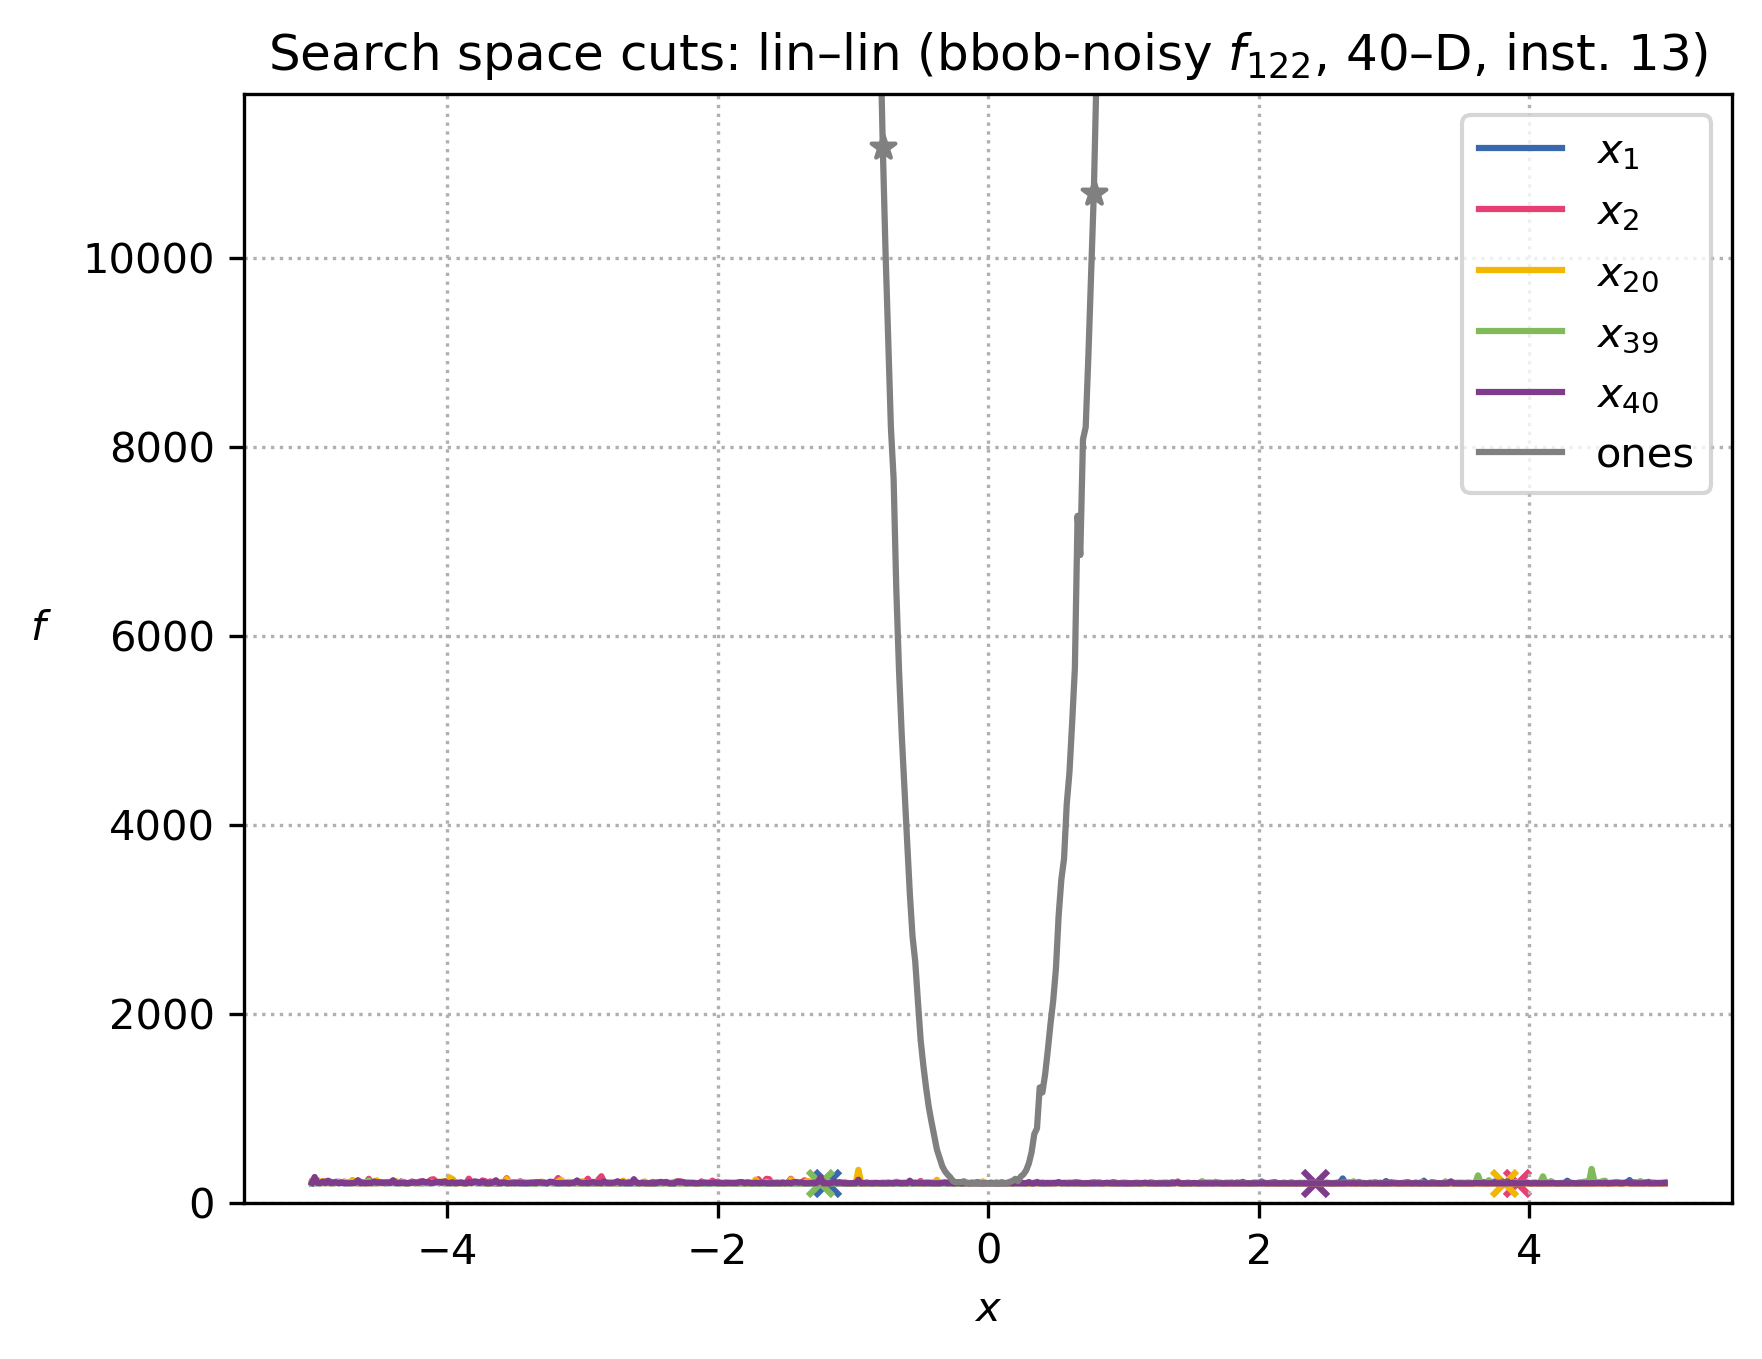 Search space cuts: lin–lin (bbob-noisy f₁₂₂, 40–D, inst. 13)
x₁
x₂
x₂₀
x₃₉
x₄₀
ones
10000
8000
6000
4000
2000
0
f
−4
−2
0
2
4
x